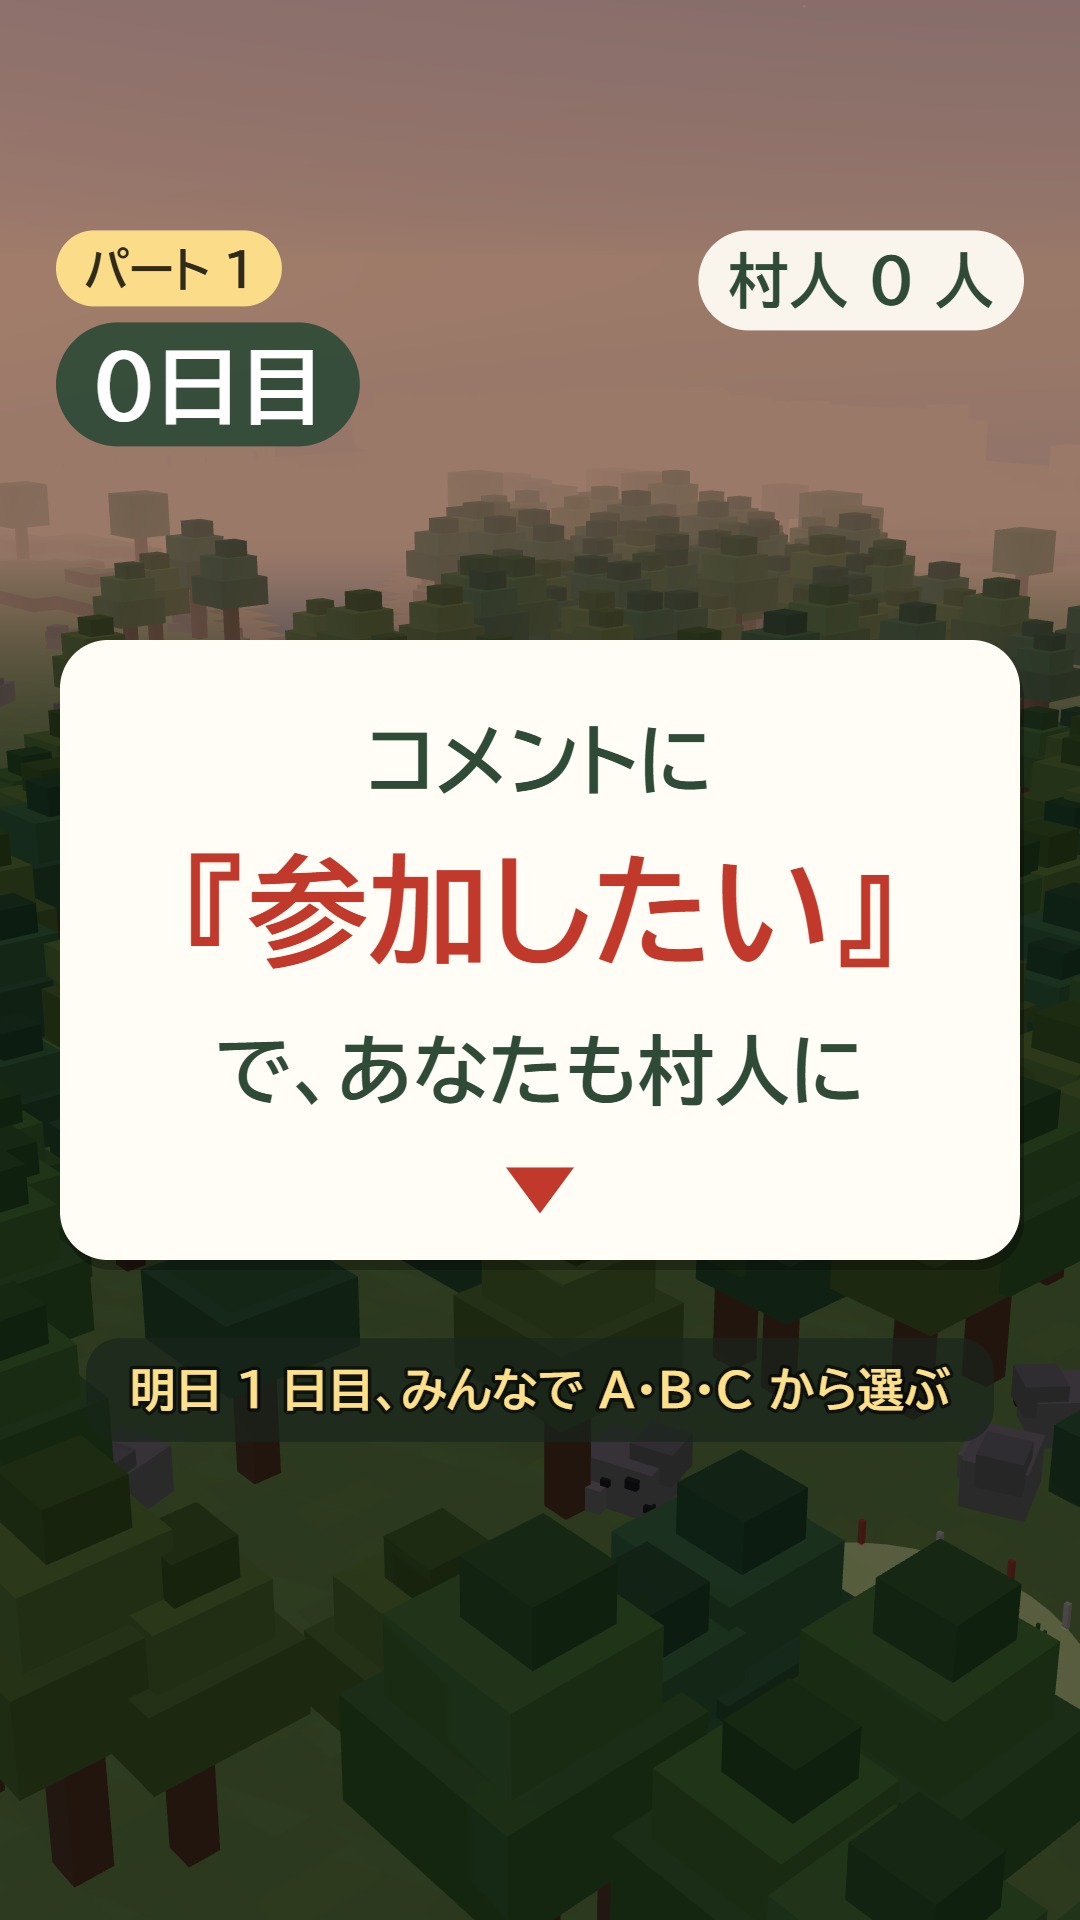 パート 1
村人 0 人
0日目
コメントに
『参加したい』
で、あなたも村人に
明日 1 日目、みんなで A・B・C から選ぶ